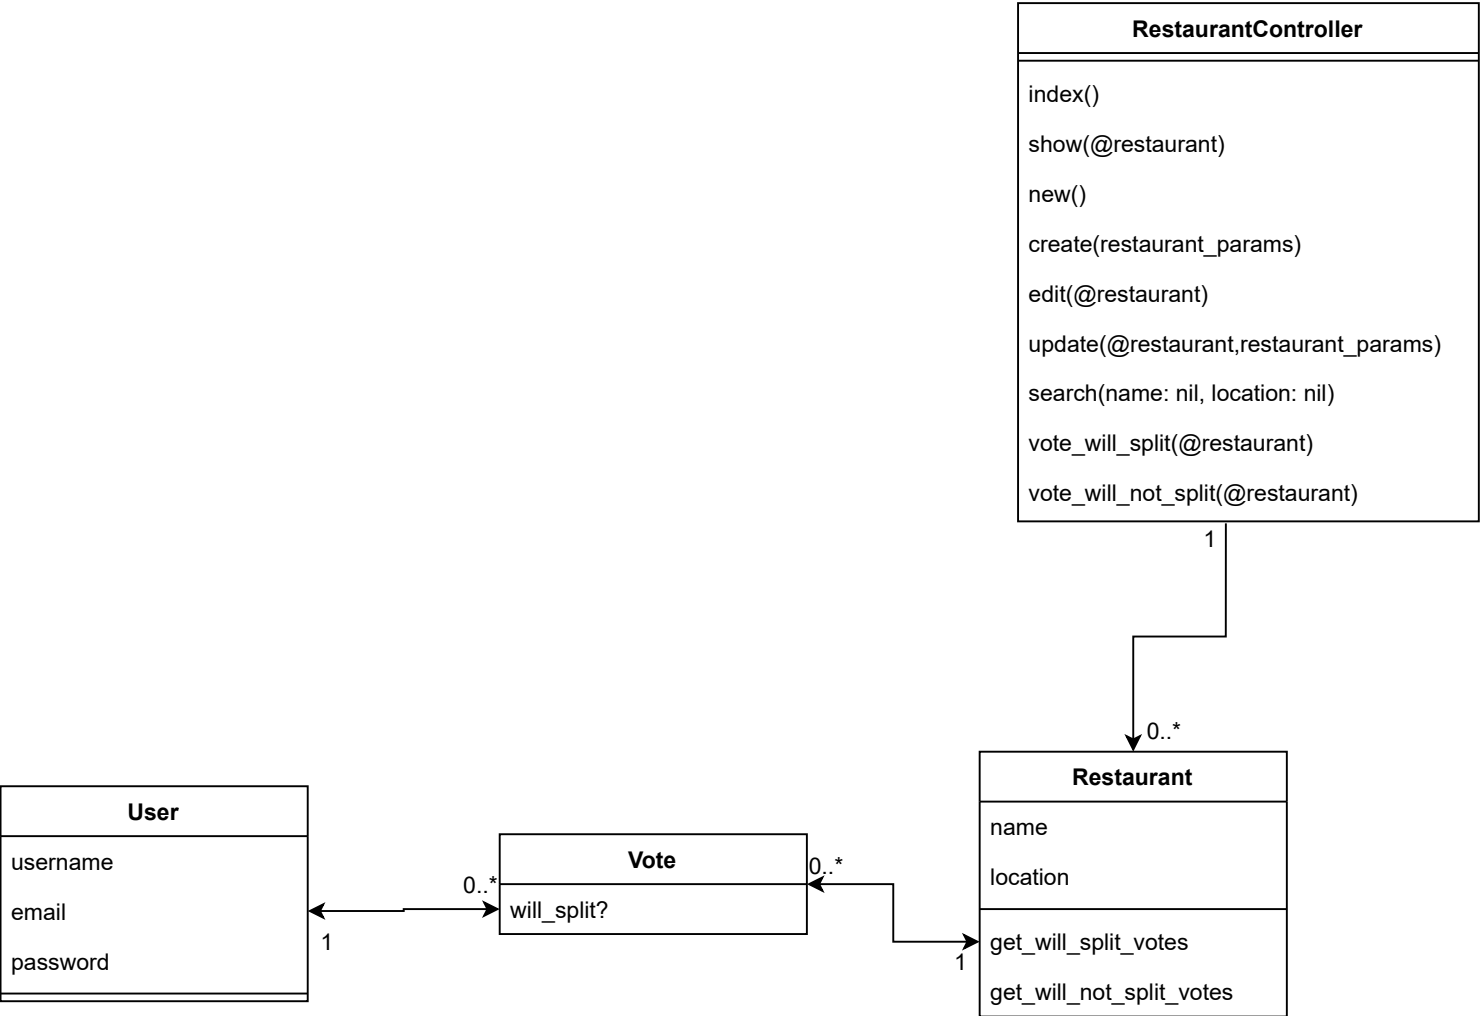 RestaurantController
index()
show(@restaurant)
new()
create(restaurant_params)
edit(@restaurant)
update(@restaurant,restaurant_params)
search(name: nil, location: nil)
vote_will_split(@restaurant)
vote_will_not_split(@restaurant)
1
0..*
Restaurant
name
location
get_will_split_votes
get_will_not_split_votes
User
username
email
password
1
0..*
Vote
will_split?
0..*
1